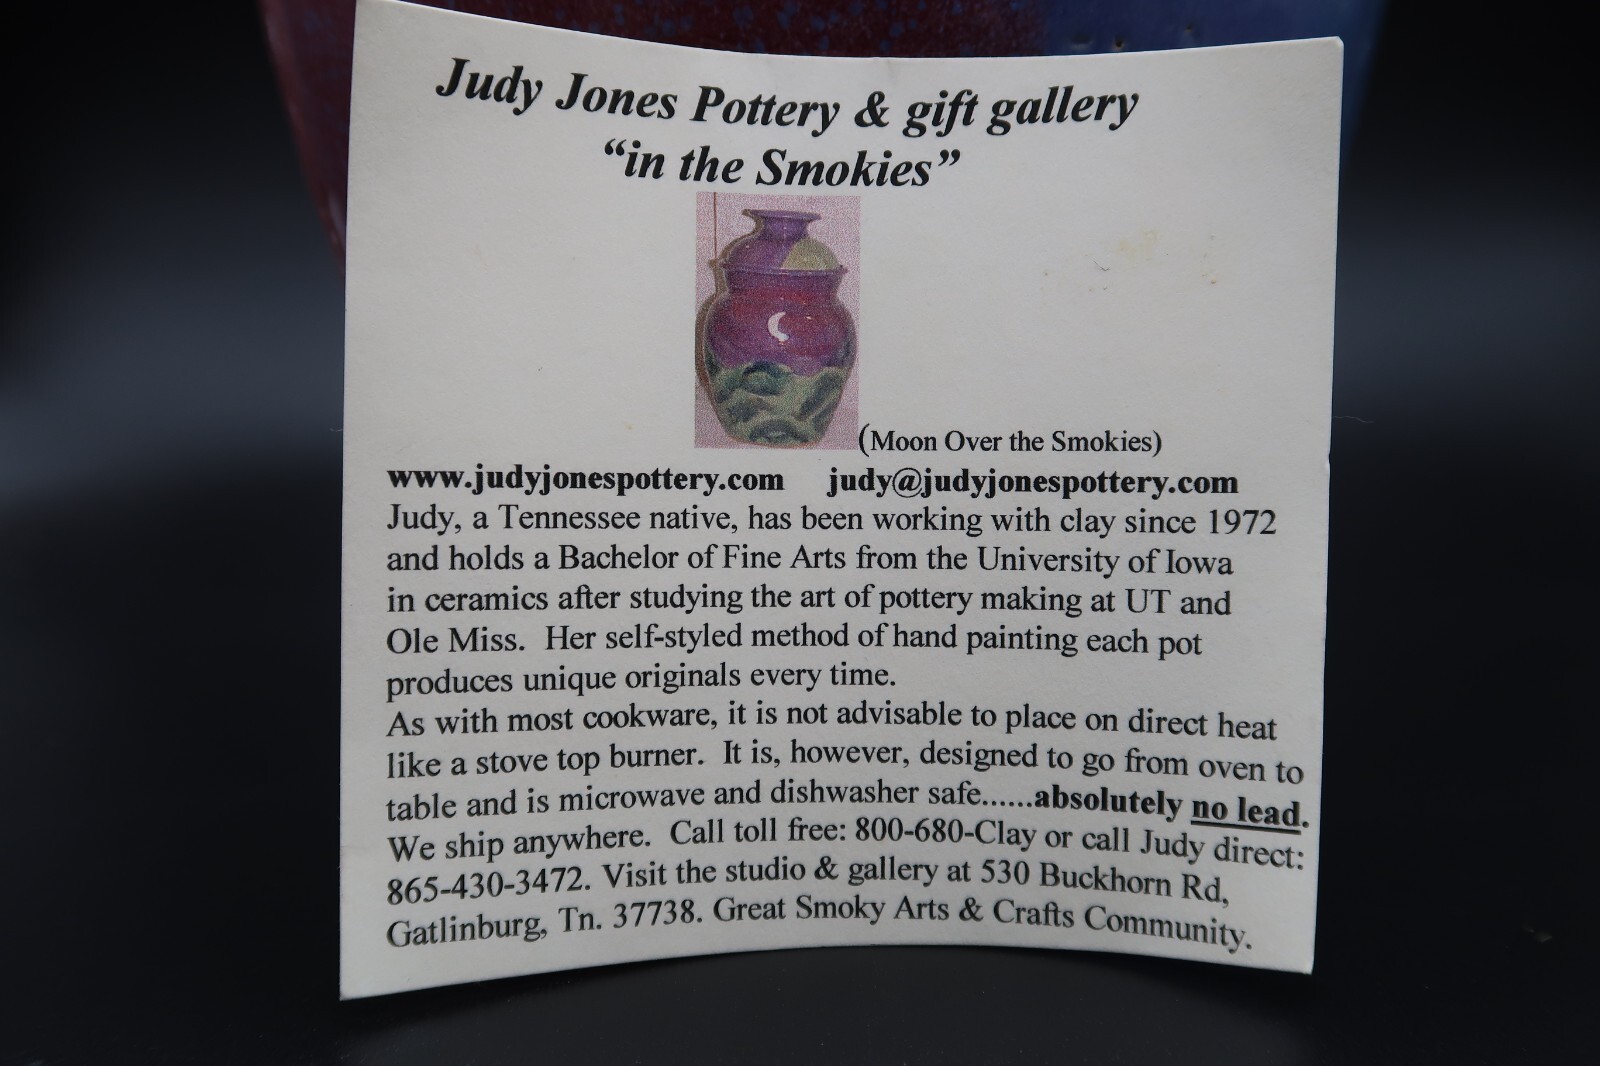 Judy Jones Pottery & gift gallery
“in the Smokies”
(Moon Over the Smokies)
www.judyjonespottery.com judy@judyjonespottery.com
Judy, a Tennessee native, has been working with clay since 1972
and holds a Bachelor of Fine Arts from the University of Iowa
in ceramics after studying the art of pottery making at UT and
Ole Miss. Her self-styled method of hand painting each pot
produces unique originals every time.
As with most cookware, it is not advisable to place on direct heat
like a stove top burner. It is, however, designed to go from oven to
table and is microwave and dishwasher safe......absolutely no lead.
We ship anywhere. Call toll free: 800-680-Clay or call Judy direct:
865-430-3472. Visit the studio & gallery at 530 Buckhorn Rd,
Gatlinburg, Tn. 37738. Great Smoky Arts & Crafts Community.